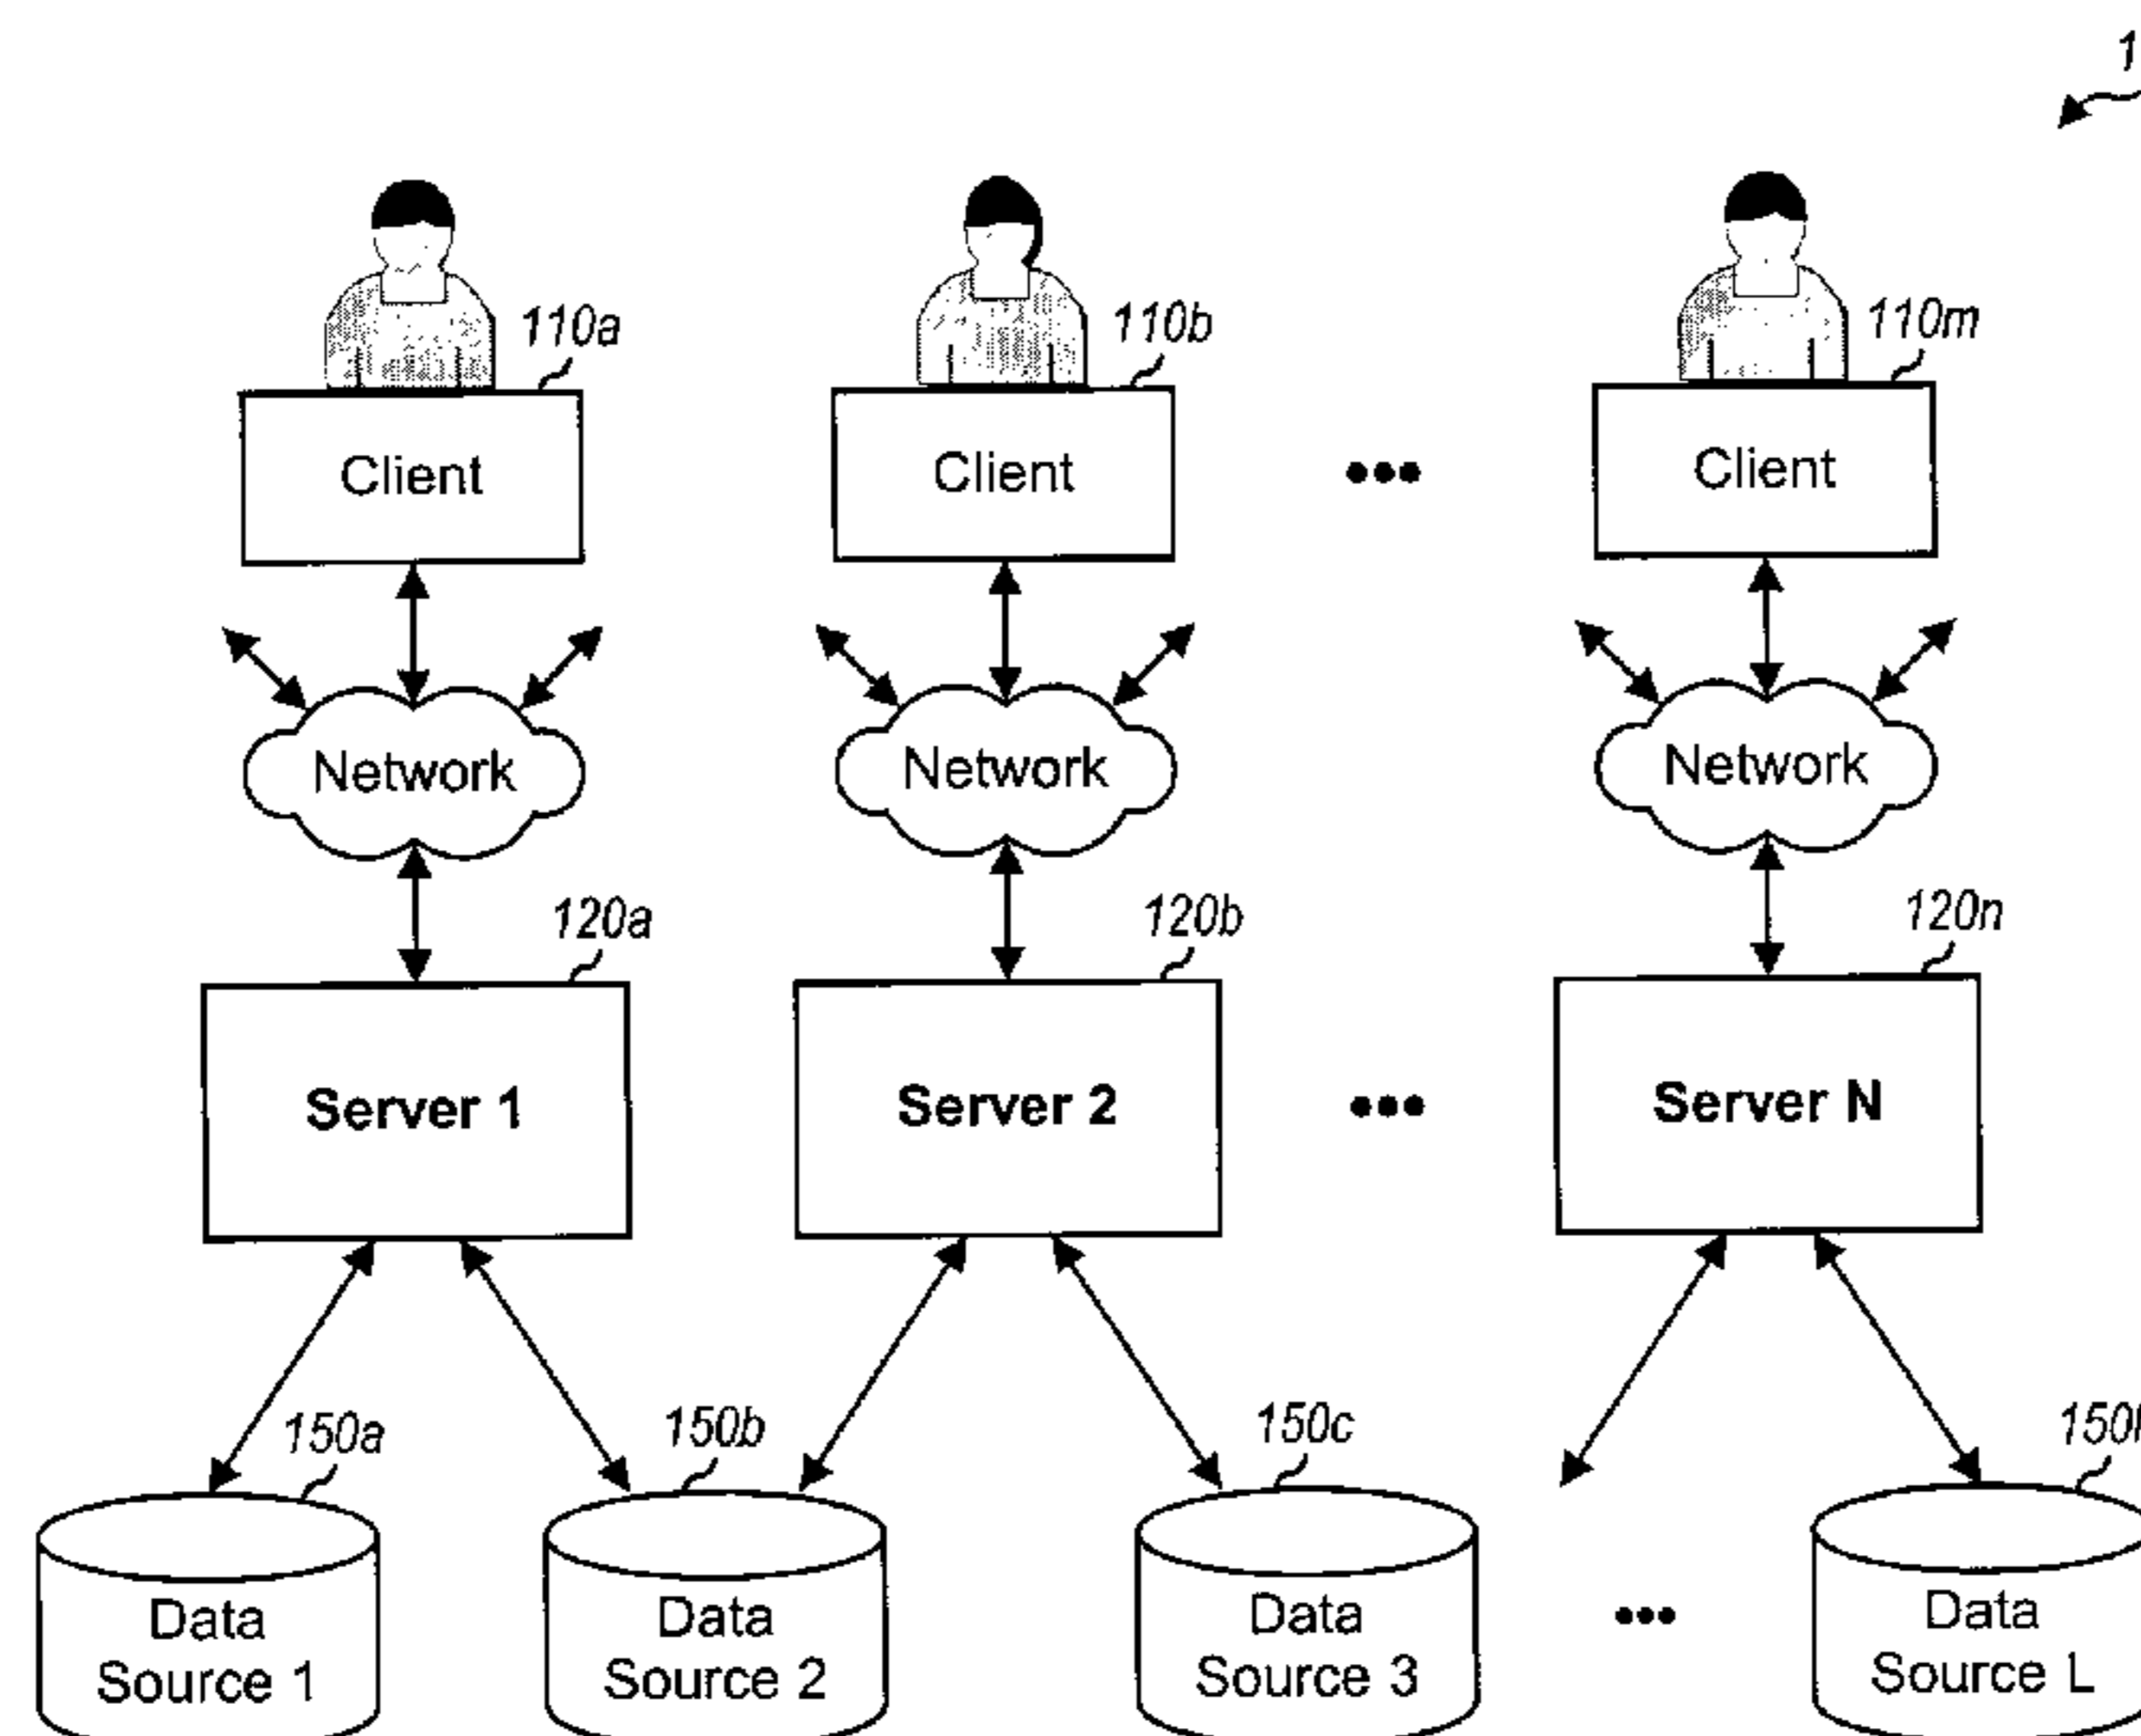 110a 110b 110m
Client Client ••• Client
Network Network Network
120a 120b 120n
Server 1 Server 2 ••• Server N
150a 150b 150c
Data Data Data ••• Data
Source 1 Source 2 Source 3 Source L